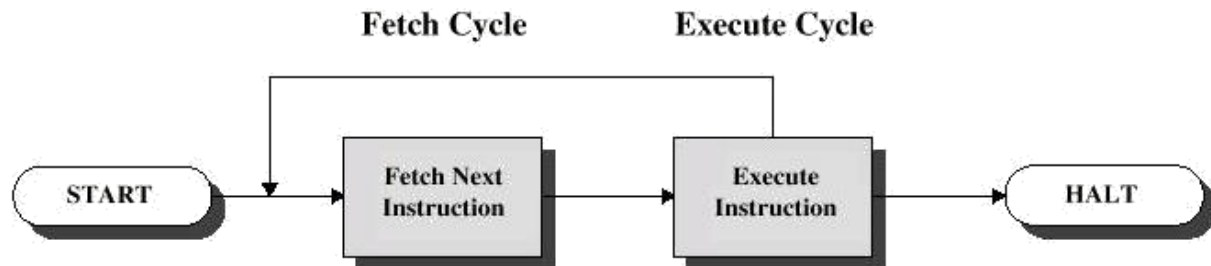 Fetch Cycle
Execute Cycle
START
Fetch Next
Instruction
Execute
Instruction
HALT